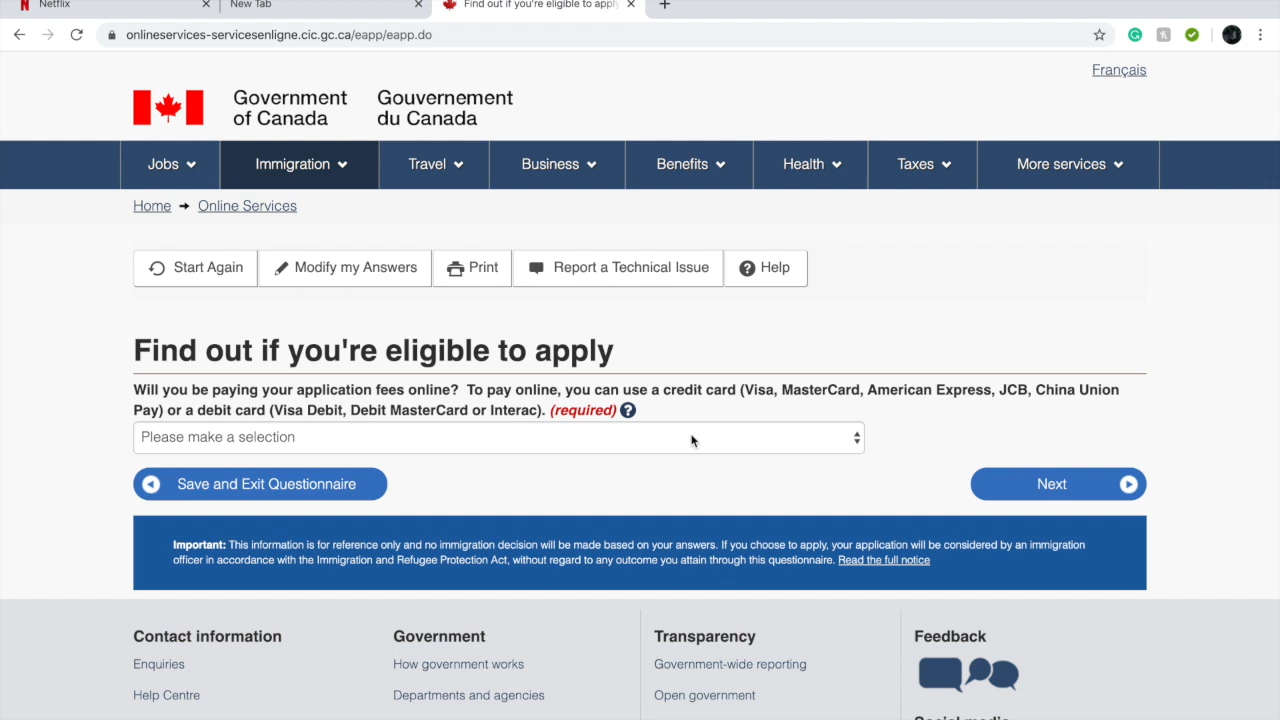 Netflix
New Tab
Find out if you're eligible to apply
onlineservices-servicesenligne.cic.gc.ca/eapp/eapp.do
Français
Government of Canada
Gouvernement du Canada
Jobs
Immigration
Travel
Business
Benefits
Health
Taxes
More services
Home
Online Services
Start Again
Modify my Answers
Print
Report a Technical Issue
Help
Find out if you're eligible to apply
Will you be paying your application fees online?  To pay online, you can use a credit card (Visa, MasterCard, American Express, JCB, China Union
Pay) or a debit card (Visa Debit, Debit MasterCard or Interac). (required) ?
Please make a selection
Save and Exit Questionnaire
Next
Important: This information is for reference only and no immigration decision will be made based on your answers. If you choose to apply, your application will be considered by an immigration
officer in accordance with the Immigration and Refugee Protection Act, without regard to any outcome you attain through this questionnaire. Read the full notice
Contact information
Enquiries
Help Centre
Government
How government works
Departments and agencies
Transparency
Government-wide reporting
Open government
Feedback
Social media